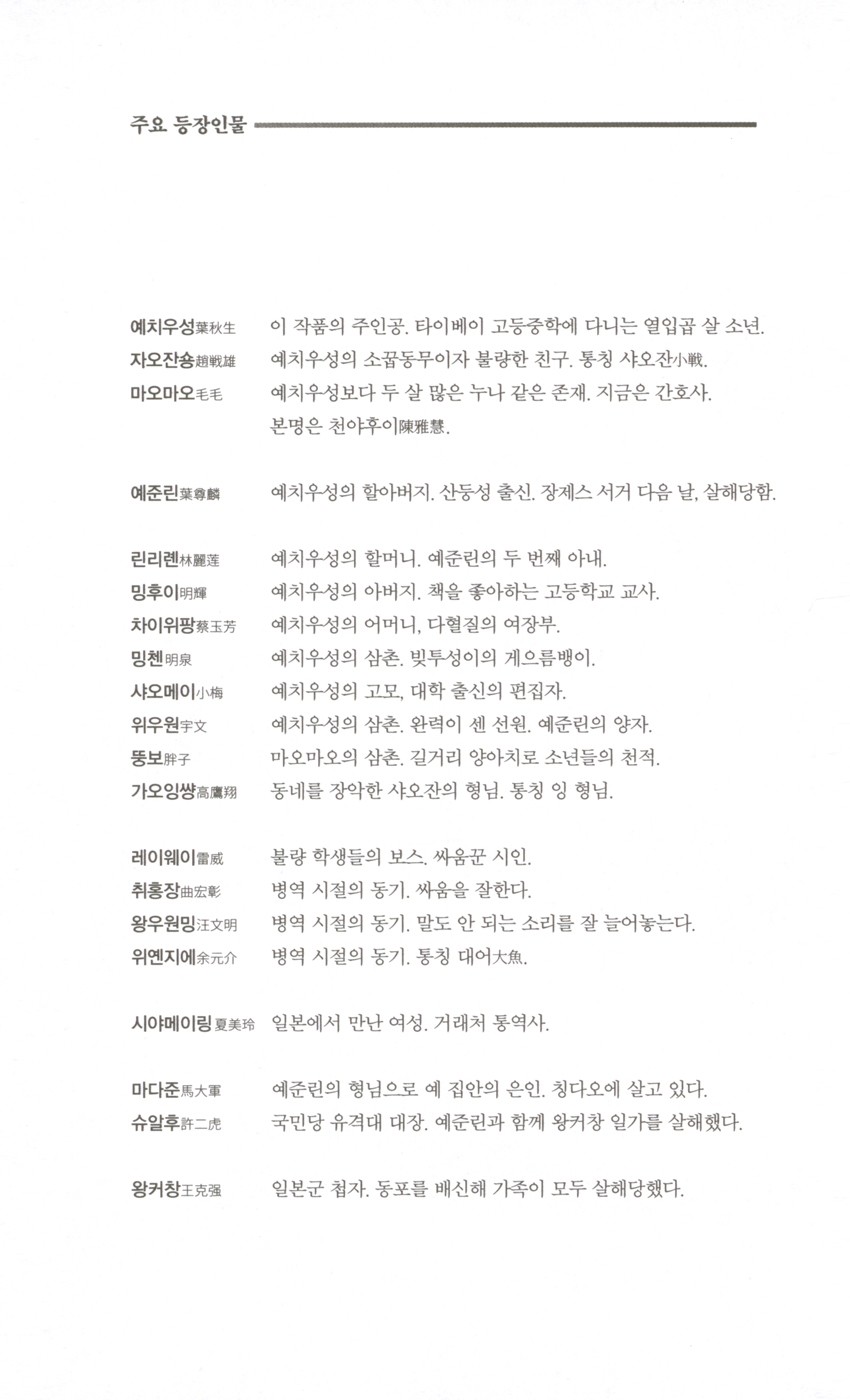 주요 등장인물
예치우성葉秋生 이 작품의 주인공. 타이베이 고등중학에 다니는 열입곱 살 소년.
자오잔숑趙戦雄 예치우성의 소꿉동무이자 불량한 친구. 통칭 샤오잔小戦.
마오마오毛毛 예치우성보다 두 살 많은 누나 같은 존재. 지금은 간호사.
본명은 천야후이陳雅慧.
예준린葉尊麟 예치우성의 할아버지. 산둥성 출신. 장제스 서거 다음 날, 살해당함.
린리롄林麗莲 예치우성의 할머니. 예준린의 두 번째 아내.
밍후이明輝 예치우성의 아버지. 책을 좋아하는 고등학교 교사.
차이위팡蔡玉芳 예치우성의 어머니, 다혈질의 여장부.
밍첸明泉 예치우성의 삼촌. 빚투성이의 게으름뱅이.
샤오메이小梅 예치우성의 고모, 대학 출신의 편집자.
위우원宇文 예치우성의 삼촌. 완력이 센 선원. 예준린의 양자.
뚱보胖子 마오마오의 삼촌. 길거리 양아치로 소년들의 천적.
가오잉썅高鷹翔 동네를 장악한 샤오잔의 형님. 통칭 잉 형님.
레이웨이雷威 불량 학생들의 보스. 싸움꾼 시인.
취홍장曲宏彰 병역 시절의 동기. 싸움을 잘한다.
왕우원밍汪文明 병역 시절의 동기. 말도 안 되는 소리를 잘 늘어놓는다.
위옌지에余元介 병역 시절의 동기. 통칭 대어大魚.
시야메이링夏美玲 일본에서 만난 여성. 거래처 통역사.
마다준馬大軍 예준린의 형님으로 예 집안의 은인. 칭다오에 살고 있다.
슈알후許二虎 국민당 유격대 대장. 예준린과 함께 왕커창 일가를 살해했다.
왕커창王克强 일본군 첩자. 동포를 배신해 가족이 모두 살해당했다.